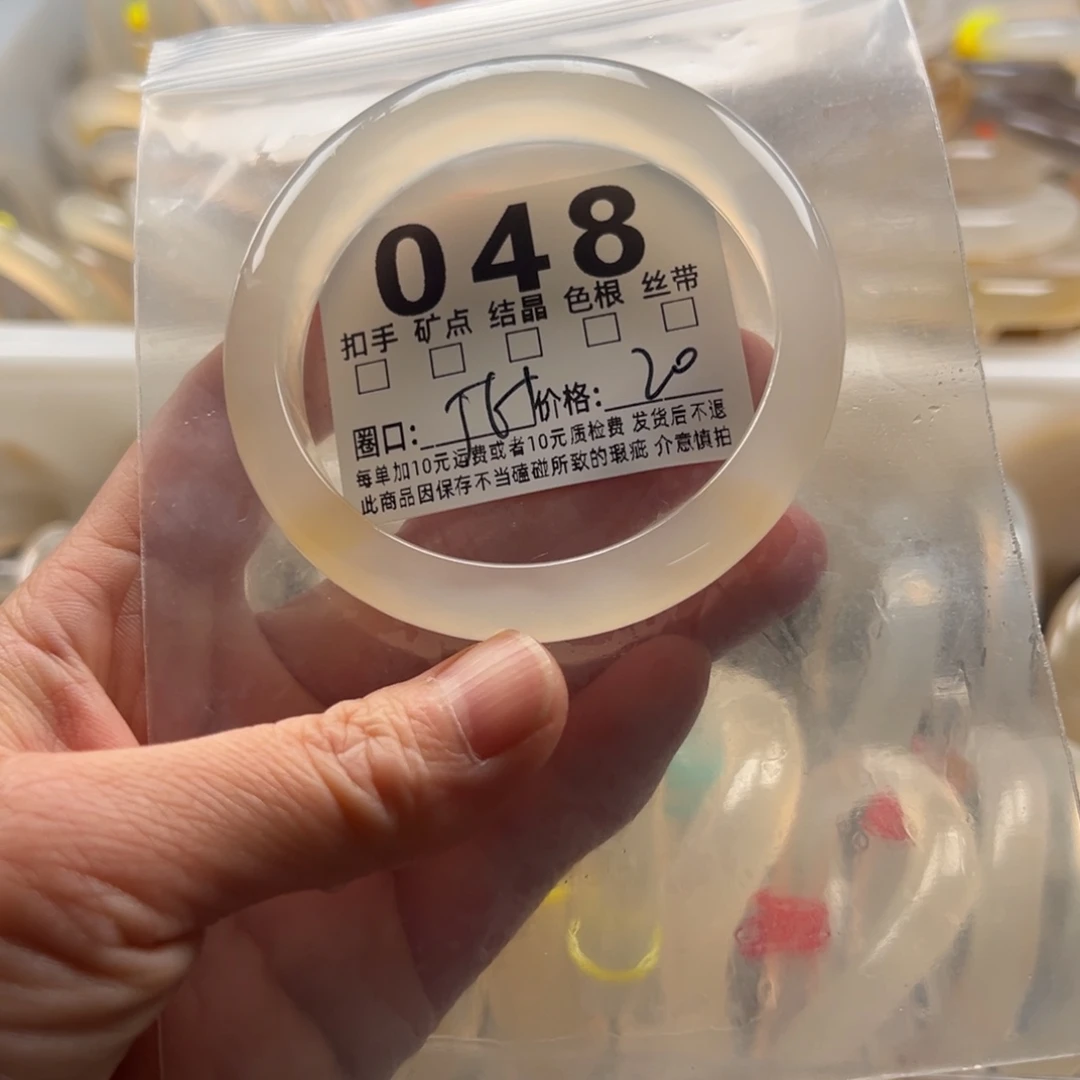 048
扣手 矿点 结晶 色根 丝带
圈口: 价格: 20
每单加10元运费或者10元质检费 发货后不退
此商品因保存不当磕碰所致的瑕疵 介意慎拍